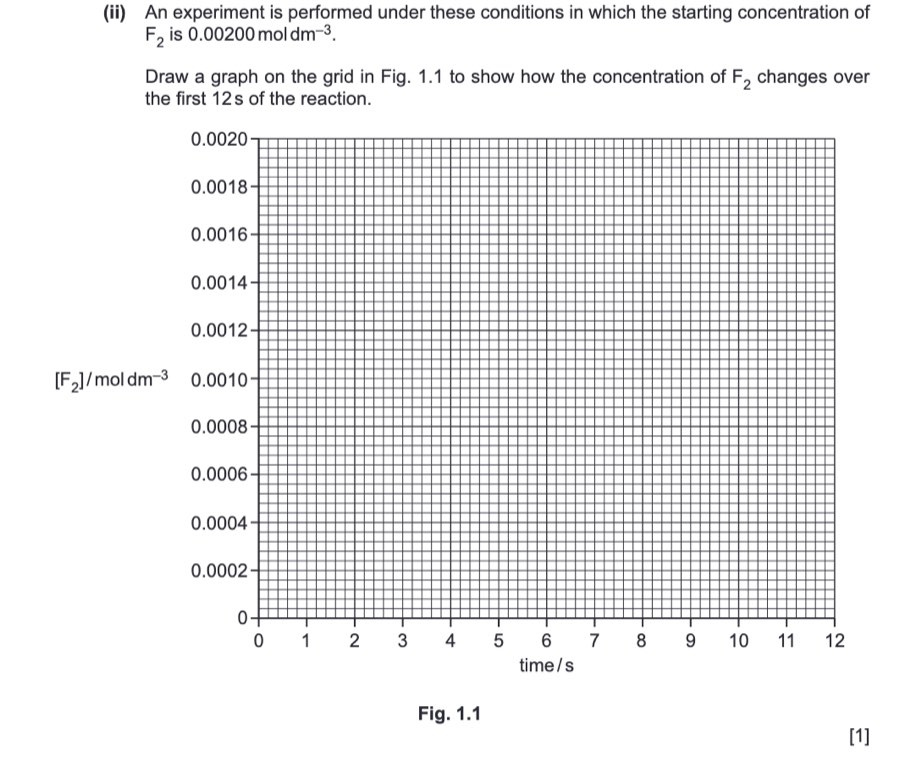 (ii) An experiment is performed under these conditions in which the starting concentration of
F₂ is 0.00200 mol dm⁻³.
Draw a graph on the grid in Fig. 1.1 to show how the concentration of F₂ changes over
the first 12 s of the reaction.
0.0020
0.0018
0.0016
0.0014
0.0012
[F₂]/mol dm⁻³ 0.0010
0.0008
0.0006
0.0004
0.0002
0
0 1 2 3 4 5 6 7 8 9 10 11 12
time/s
Fig. 1.1
[1]